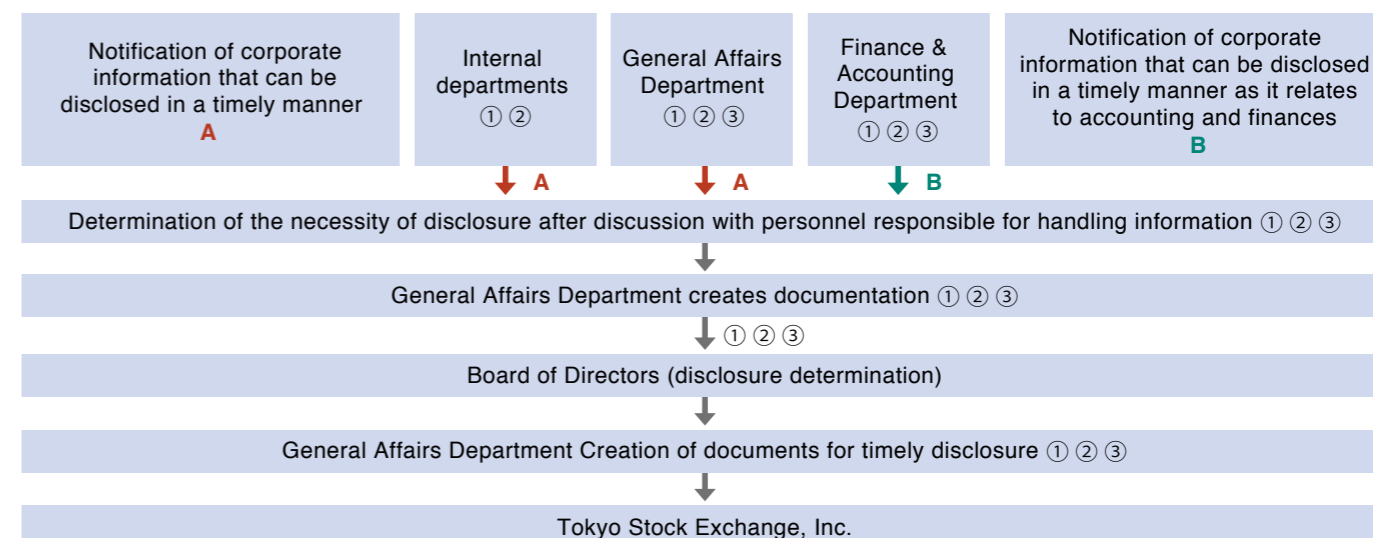 Notification of corporate
information that can be
disclosed in a timely manner
A
Internal
departments
① ②
General Affairs
Department
① ② ③
Finance &
Accounting
Department
① ② ③
Notification of corporate
information that can be disclosed
in a timely manner as it relates
to accounting and finances
B
A
A
B
Determination of the necessity of disclosure after discussion with personnel responsible for handling information ① ② ③
General Affairs Department creates documentation ① ② ③
① ② ③
Board of Directors (disclosure determination)
General Affairs Department Creation of documents for timely disclosure ① ② ③
Tokyo Stock Exchange, Inc.